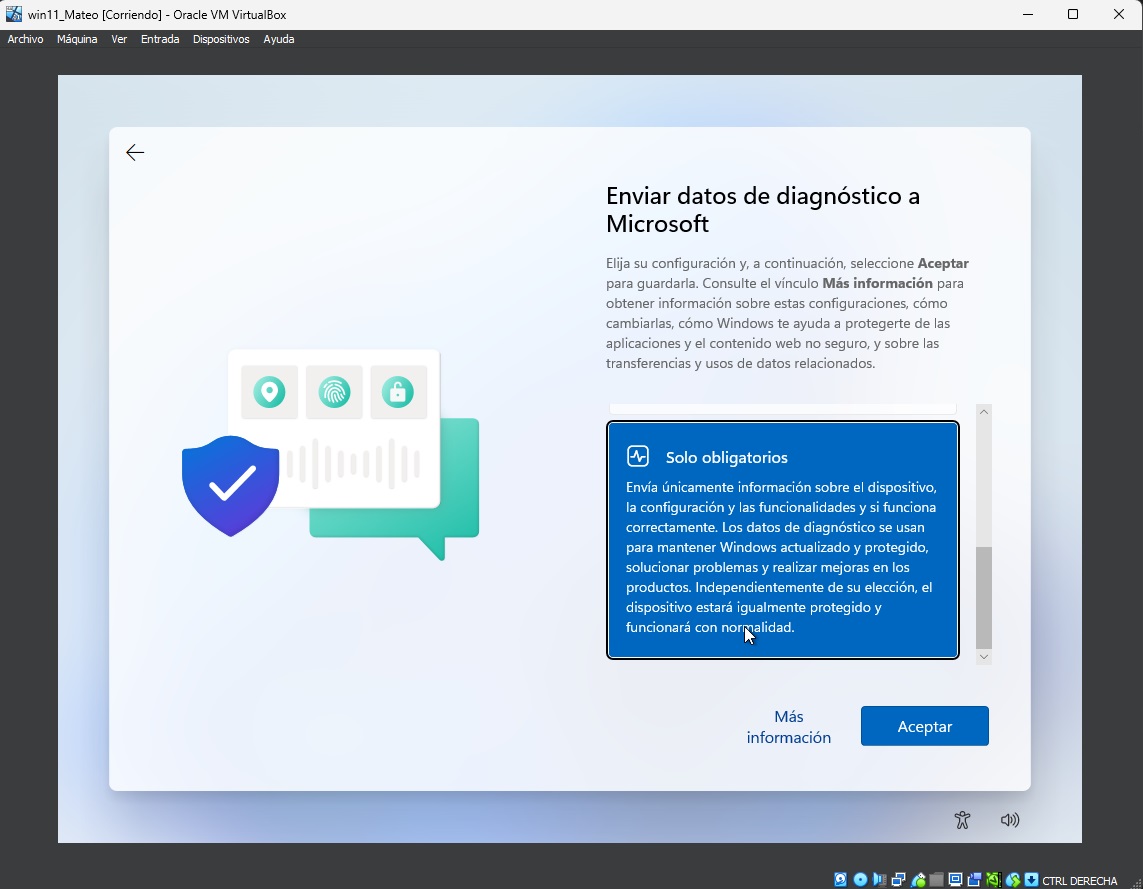 win11_Mateo [Corriendo] - Oracle VM VirtualBox
Archivo Máquina Ver Entrada Dispositivos Ayuda
Enviar datos de diagnóstico a
Microsoft
Elija su configuración y, a continuación, seleccione Aceptar
para guardarla. Consulte el vínculo Más información para
obtener información sobre estas configuraciones, cómo
cambiarlas, cómo Windows te ayuda a protegerte de las
aplicaciones y el contenido web no seguro, y sobre las
transferencias y usos de datos relacionados.
Solo obligatorios
Envía únicamente información sobre el dispositivo,
la configuración y las funcionalidades y si funciona
correctamente. Los datos de diagnóstico se usan
para mantener Windows actualizado y protegido,
solucionar problemas y realizar mejoras en los
productos. Independientemente de su elección, el
dispositivo estará igualmente protegido y
funcionará con normalidad.
Más
información
Aceptar
CTRL DERECHA